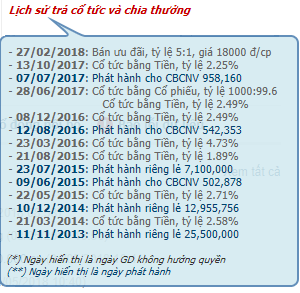 Lịch sử trả cổ tức và chia thưởng
- 27/02/2018: Bán ưu đãi, tỷ lệ 5:1, giá 18000 đ/cp
- 13/10/2017: Cổ tức bằng Tiền, tỷ lệ 2.25%
- 07/07/2017: Phát hành cho CBCNV 958,160
- 28/06/2017: Cổ tức bằng Cổ phiếu, tỷ lệ 1000:99.6
Cổ tức bằng Tiền, tỷ lệ 2.49%
- 08/12/2016: Cổ tức bằng Tiền, tỷ lệ 2.49%
- 12/08/2016: Phát hành cho CBCNV 542,353
- 23/03/2016: Cổ tức bằng Tiền, tỷ lệ 4.73%
- 21/08/2015: Cổ tức bằng Tiền, tỷ lệ 1.89%
- 23/07/2015: Phát hành riêng lẻ 7,100,000
- 09/06/2015: Phát hành cho CBCNV 502,878
- 22/05/2015: Cổ tức bằng Tiền, tỷ lệ 2.71%
- 10/12/2014: Phát hành riêng lẻ 12,955,756
- 21/03/2014: Cổ tức bằng Tiền, tỷ lệ 2.58%
- 11/11/2013: Phát hành riêng lẻ 25,500,000
(*) Ngày hiển thị là ngày GD không hưởng quyền
(**) Ngày hiển thị là ngày phát hành